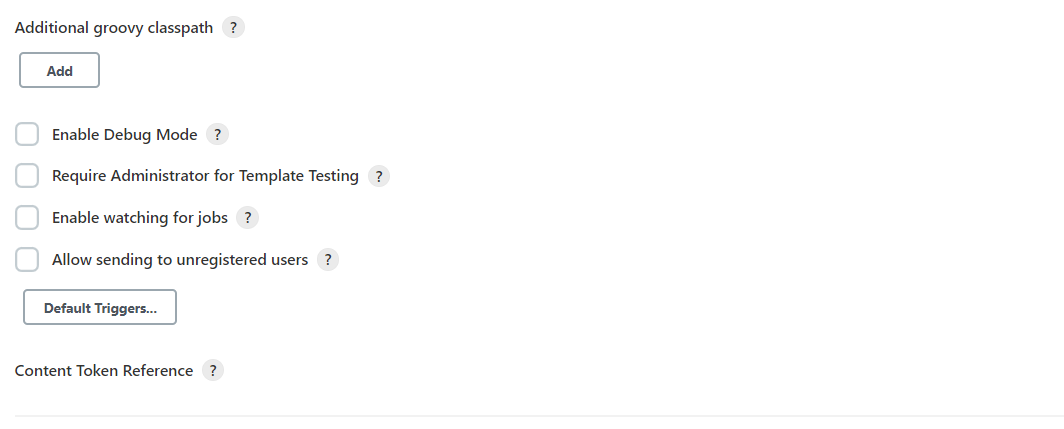 Additional groovy classpath ?
Add
Enable Debug Mode ?
Require Administrator for Template Testing ?
Enable watching for jobs ?
Allow sending to unregistered users ?
Default Triggers...
Content Token Reference ?